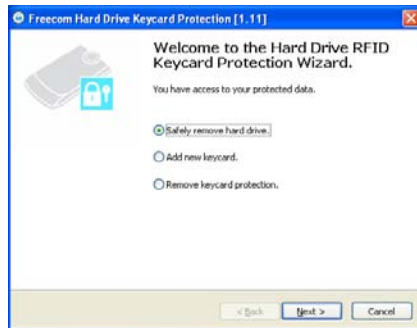 Freecom Hard Drive Keycard Protection [1.11]
Welcome to the Hard Drive RFID
Keycard Protection Wizard.
You have access to your protected data.
Safely remove hard drive.
Add new keycard.
Remove keycard protection.
< Back
Next >
Cancel